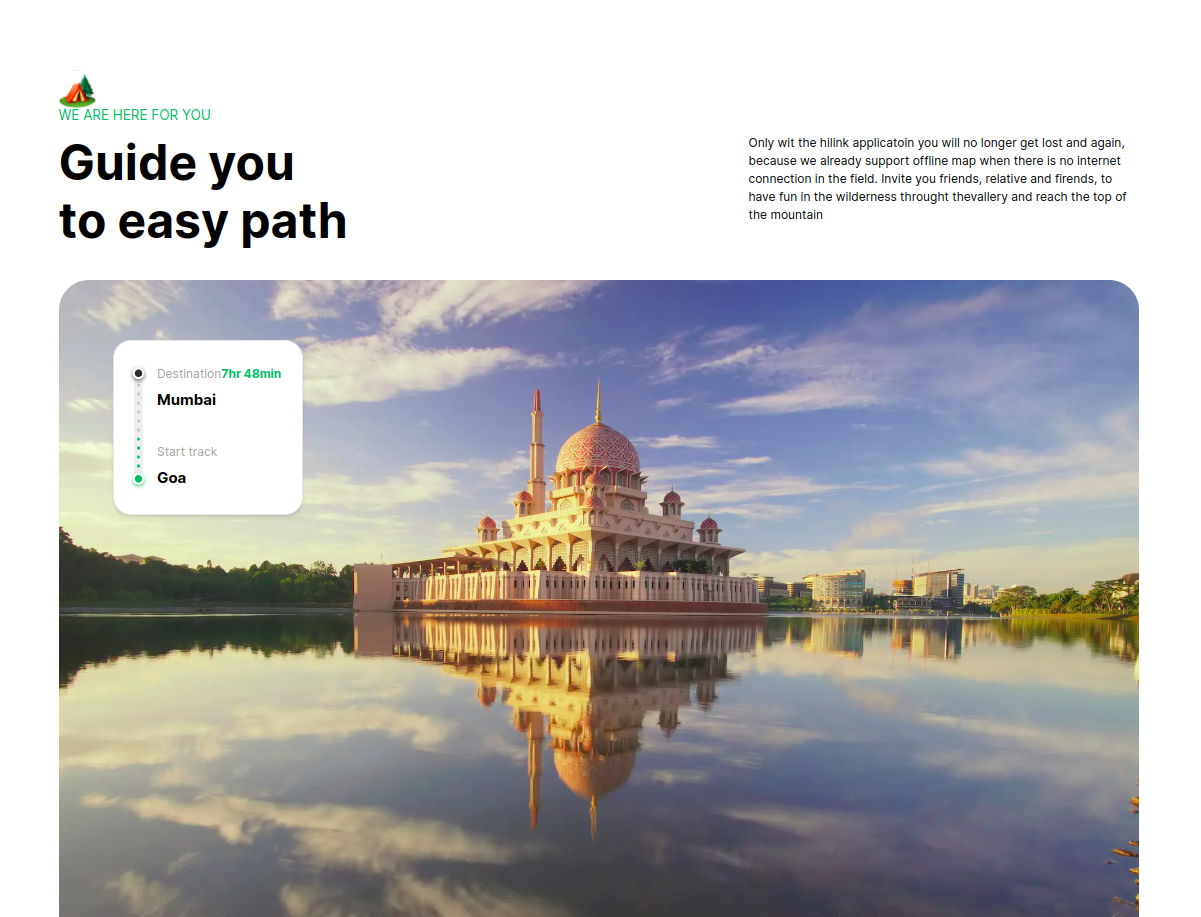 WE ARE HERE FOR YOU
Guide you
to easy path
Only wit the hilink applicatoin you will no longer get lost and again,
because we already support offline map when there is no internet
connection in the field. Invite you friends, relative and firends, to
have fun in the wilderness throught thevallery and reach the top of
the mountain
Destination7hr 48min
Mumbai
Start track
Goa